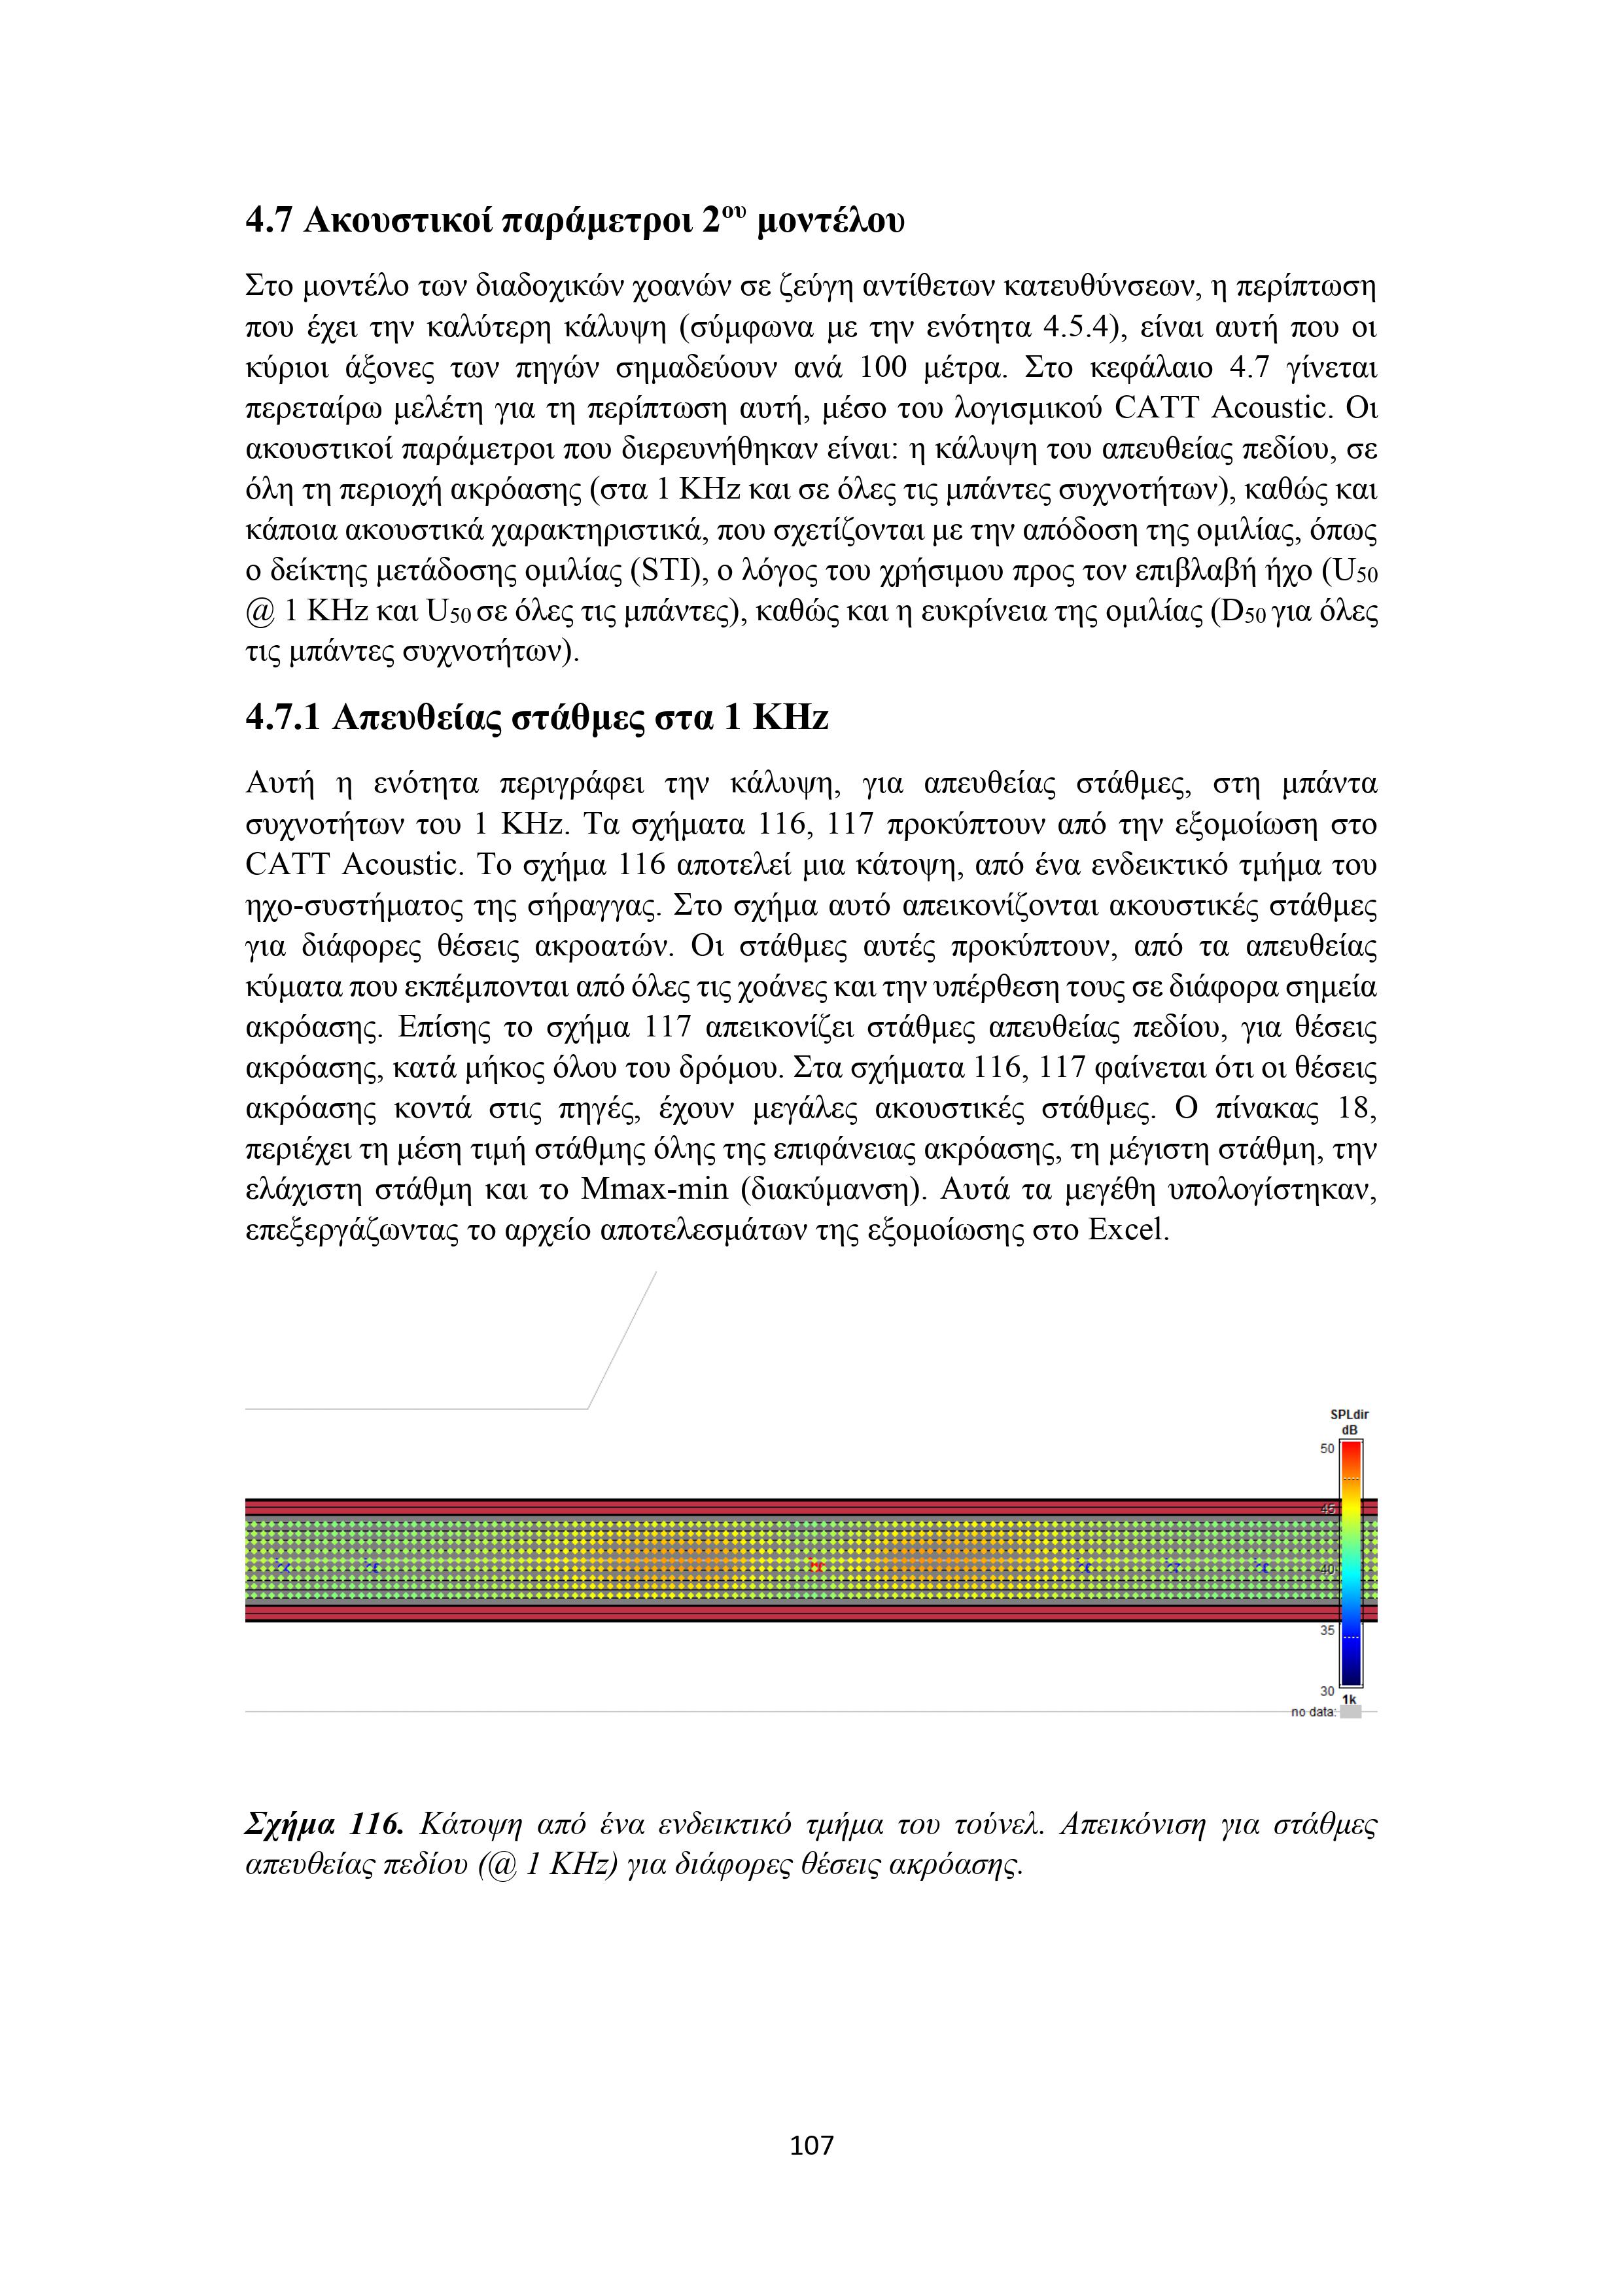 4.7 Ακουστικοί παράμετροι 2ου μοντέλου
Στο μοντέλο των διαδοχικών χοανών σε ζεύγη αντίθετων κατευθύνσεων, η περίπτωση
που έχει την καλύτερη κάλυψη (σύμφωνα με την ενότητα 4.5.4), είναι αυτή που οι
κύριοι άξονες των πηγών σημαδεύουν ανά 100 μέτρα. Στο κεφάλαιο 4.7 γίνεται
περεταίρω μελέτη για τη περίπτωση αυτή, μέσο του λογισμικού CATT Acoustic. Οι
ακουστικοί παράμετροι που διερευνήθηκαν είναι: η κάλυψη του απευθείας πεδίου, σε
όλη τη περιοχή ακρόασης (στα 1 KHz και σε όλες τις μπάντες συχνοτήτων), καθώς και
κάποια ακουστικά χαρακτηριστικά, που σχετίζονται με την απόδοση της ομιλίας, όπως
ο δείκτης μετάδοσης ομιλίας (STI), ο λόγος του χρήσιμου προς τον επιβλαβή ήχο (U50
@ 1 KHz και U50 σε όλες τις μπάντες), καθώς και η ευκρίνεια της ομιλίας (D50 για όλες
τις μπάντες συχνοτήτων).
4.7.1 Απευθείας στάθμες στα 1 KHz
Αυτή η ενότητα περιγράφει την κάλυψη, για απευθείας στάθμες, στη μπάντα
συχνοτήτων του 1 KHz. Τα σχήματα 116, 117 προκύπτουν από την εξομοίωση στο
CATT Acoustic. Το σχήμα 116 αποτελεί μια κάτοψη, από ένα ενδεικτικό τμήμα του
ηχο-συστήματος της σήραγγας. Στο σχήμα αυτό απεικονίζονται ακουστικές στάθμες
για διάφορες θέσεις ακροατών. Οι στάθμες αυτές προκύπτουν, από τα απευθείας
κύματα που εκπέμπονται από όλες τις χοάνες και την υπέρθεση τους σε διάφορα σημεία
ακρόασης. Επίσης το σχήμα 117 απεικονίζει στάθμες απευθείας πεδίου, για θέσεις
ακρόασης, κατά μήκος όλου του δρόμου. Στα σχήματα 116, 117 φαίνεται ότι οι θέσεις
ακρόασης κοντά στις πηγές, έχουν μεγάλες ακουστικές στάθμες. Ο πίνακας 18,
περιέχει τη μέση τιμή στάθμης όλης της επιφάνειας ακρόασης, τη μέγιστη στάθμη, την
ελάχιστη στάθμη και το Mmax-min (διακύμανση). Αυτά τα μεγέθη υπολογίστηκαν,
επεξεργάζωντας το αρχείο αποτελεσμάτων της εξομοίωσης στο Excel.
SPLdir
dB
50
45
40
35
30
1k
no data:
Σχήμα 116. Κάτοψη από ένα ενδεικτικό τμήμα του τούνελ. Απεικόνιση για στάθμες
απευθείας πεδίου (@ 1 KHz) για διάφορες θέσεις ακρόασης.
107